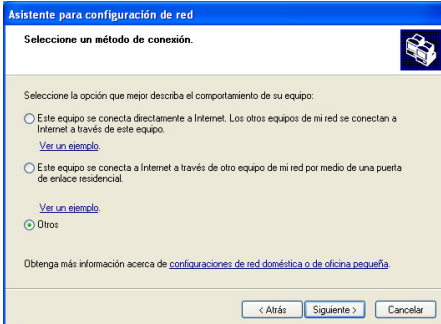 Asistente para configuración de red
Seleccione un método de conexión.
Seleccione la opción que mejor describa el comportamiento de su equipo:
Este equipo se conecta directamente a Internet. Los otros equipos de mi red se conectan a
Internet a través de este equipo.
Ver un ejemplo.
Este equipo se conecta a Internet a través de otro equipo de mi red por medio de una puerta
de enlace residencial.
Ver un ejemplo.
Otros
Obtenga más información acerca de configuraciones de red doméstica o de oficina pequeña.
< Atrás Siguiente > Cancelar